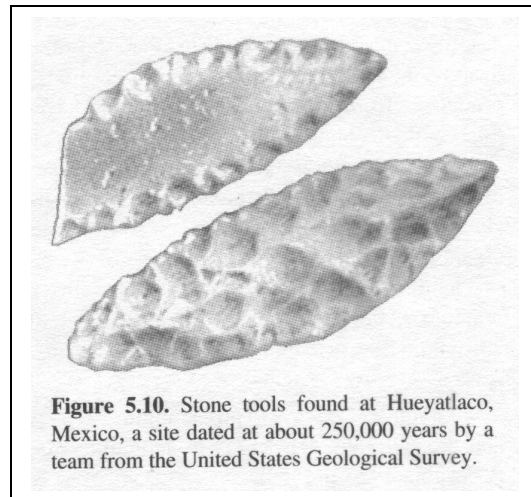 Figure 5.10. Stone tools found at Hueyatlaco,
Mexico, a site dated at about 250,000 years by a
team from the United States Geological Survey.